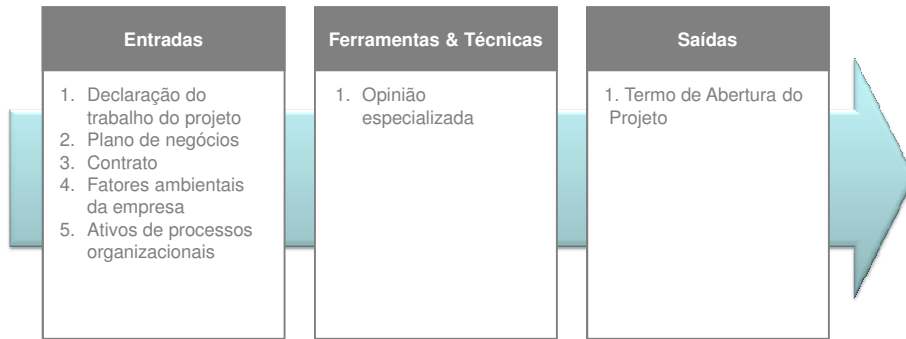 Entradas
1. Declaração do
trabalho do projeto
2. Plano de negócios
3. Contrato
4. Fatores ambientais
da empresa
5. Ativos de processos
organizacionais
Ferramentas & Técnicas
1. Opinião
especializada
Saídas
1. Termo de Abertura do
Projeto